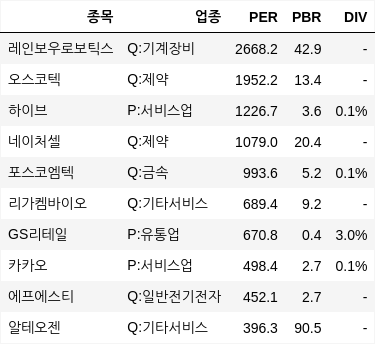 종목 업종 PER PBR DIV
레인보우로보틱스 Q:기계장비 2668.2 42.9 -
오스코텍 Q:제약 1952.2 13.4 -
하이브 P:서비스업 1226.7 3.6 0.1%
네이처셀 Q:제약 1079.0 20.4 -
포스코엠텍 Q:금속 993.6 5.2 0.1%
리가켐바이오 Q:기타서비스 689.4 9.2 -
GS리테일 P:유통업 670.8 0.4 3.0%
카카오 P:서비스업 498.4 2.7 0.1%
에프에스티 Q:일반전기전자 452.1 2.7 -
알테오젠 Q:기타서비스 396.3 90.5 -